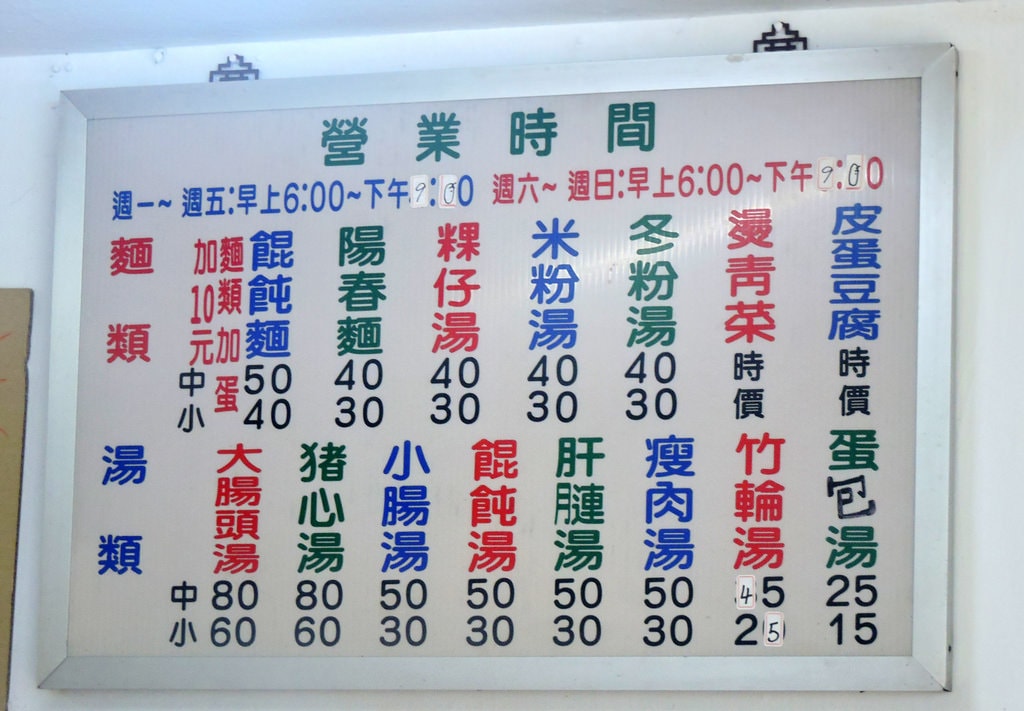 營業時間
週一~ 週五:早上6:00~下午9:00 週六~ 週日:早上6:00~下午9:00
麵類
麵類加蛋
加10元
餛飩麵
陽春麵
粿仔湯
米粉湯
冬粉湯
燙青菜 時價
皮蛋豆腐 時價
中 50 40 40 40 40
小 40 30 30 30 30
湯類
大腸頭湯
猪心湯
小腸湯
餛飩湯
肝湯
瘦肉湯
竹輪湯
蛋包湯
中 80 80 50 50 50 50 45 25
小 60 60 30 30 30 30 25 15